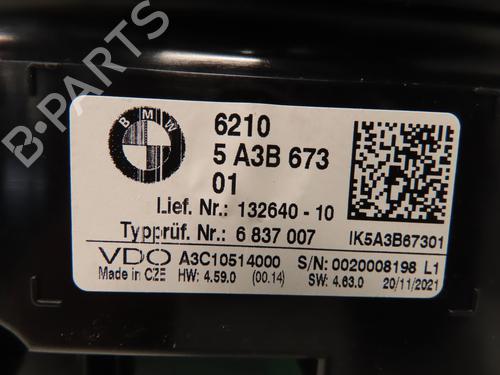 BMW
6210
5 A3B 673
01
Lief. Nr.: 132640 - 10
Typprüf. Nr.: 6 837 007
IK5A3B67301
VDO A3C10514000 S/N: 0020008198 L1
Made in CZE HW: 4.59.0 (00.14) SW: 4.63.0 20/11/2021
B-PARTS